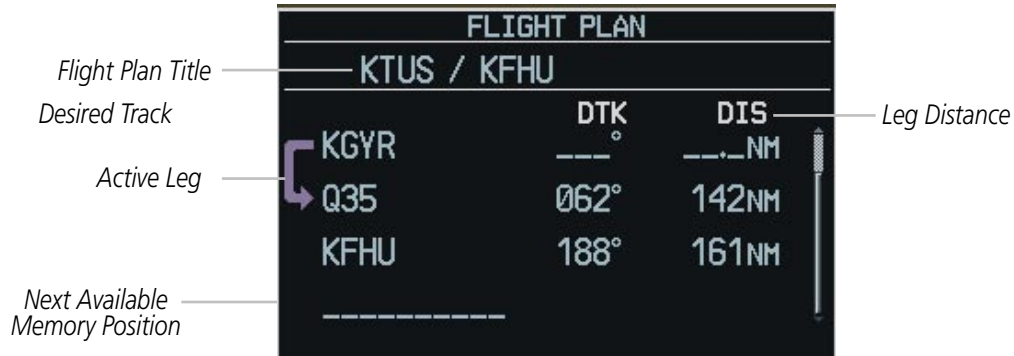 FLIGHT PLAN
Flight Plan Title
KTUS / KFHU
Desired Track
DTK DIS
Leg Distance
KGYR ___° __._NM
Active Leg
Q35 062° 142NM
KFHU 188° 161NM
Next Available
Memory Position
__________